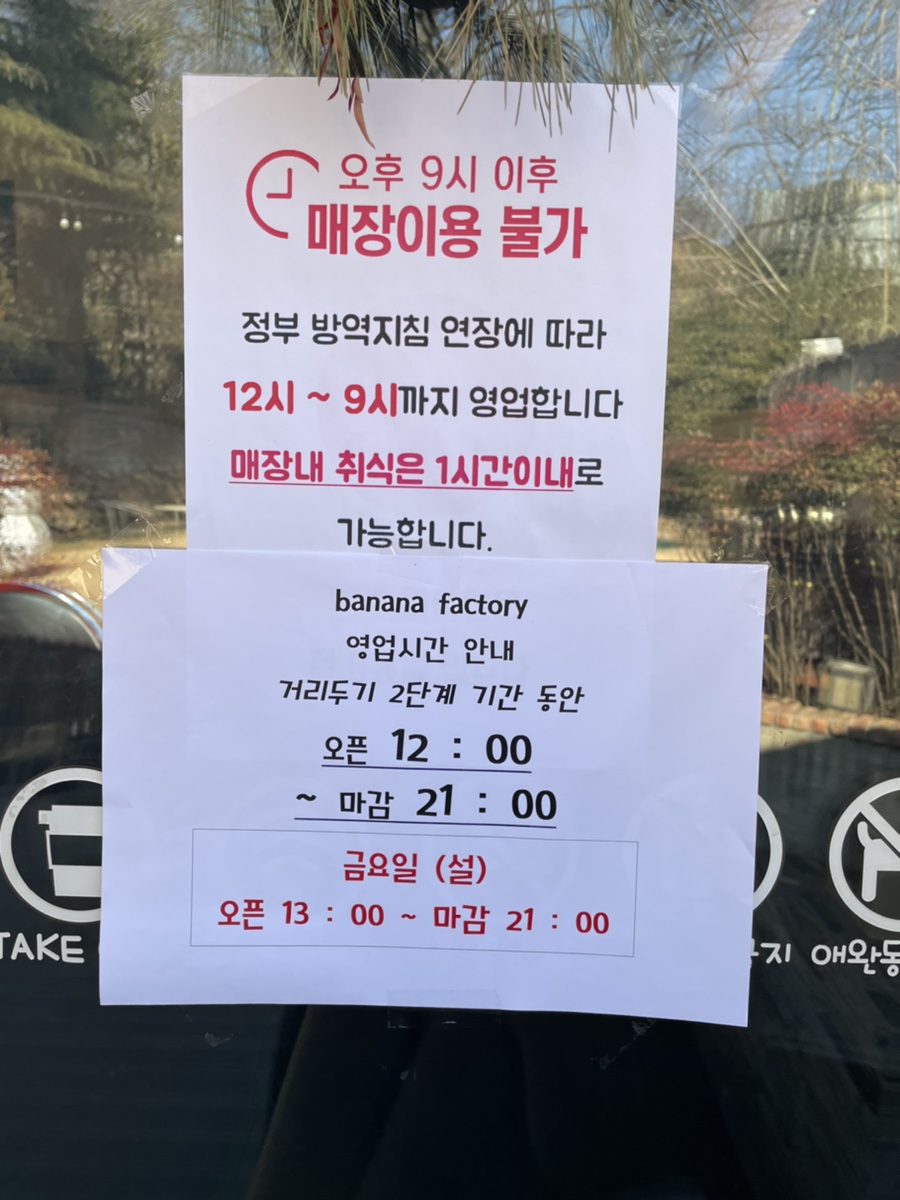 오후 9시 이후
매장이용 불가
정부 방역지침 연장에 따라
12시 ~ 9시까지 영업합니다
매장내 취식은 1시간이내로
가능합니다.
banana factory
영업시간 안내
거리두기 2단계 기간 동안
오픈 12 : 00
~ 마감 21 : 00
금요일 (설)
오픈 13 : 00 ~ 마감 21 : 00
TAKE
지 애완동